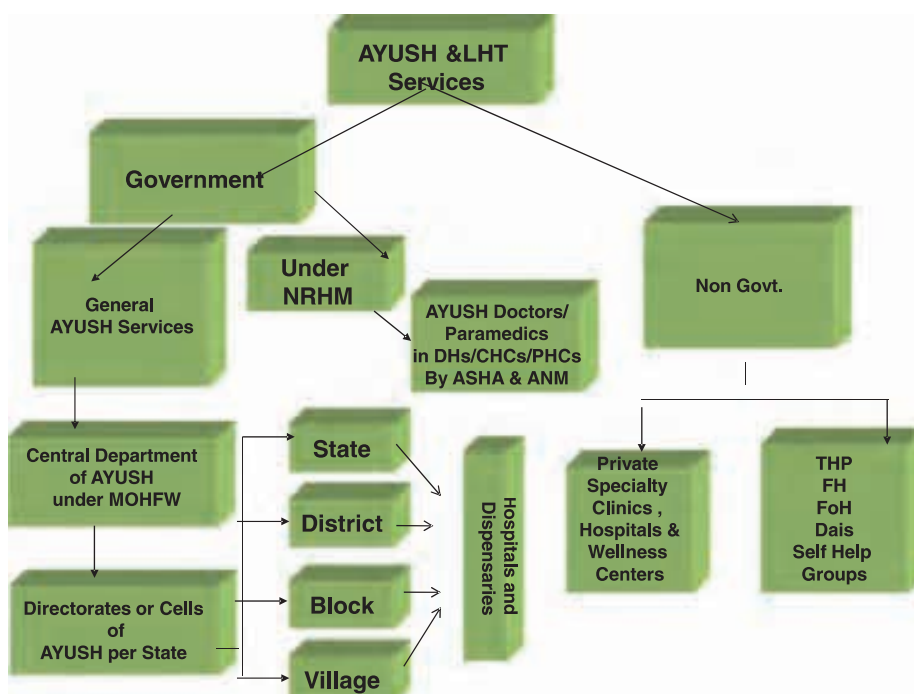 AYUSH &LHT
Services
Government
Under
NRHM
Non Govt.
General
AYUSH Services
AYUSH Doctors/
Paramedics
in DHs/CHCs/PHCs
By ASHA & ANM
Central Department
of AYUSH
under MOHFW
State
District
Block
Village
Hospitals and
Dispensaries
Private
Specialty
Clinics ,
Hospitals &
Wellness
Centers
THP
FH
FoH
Dais
Self Help
Groups
Directorates or Cells
of
AYUSH per State